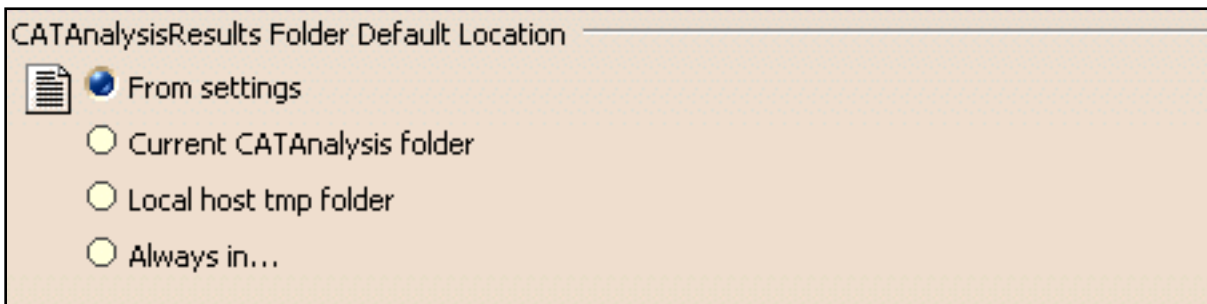 CATAnalysisResults Folder Default Location
From settings
Current CATAnalysis folder
Local host tmp folder
Always in...